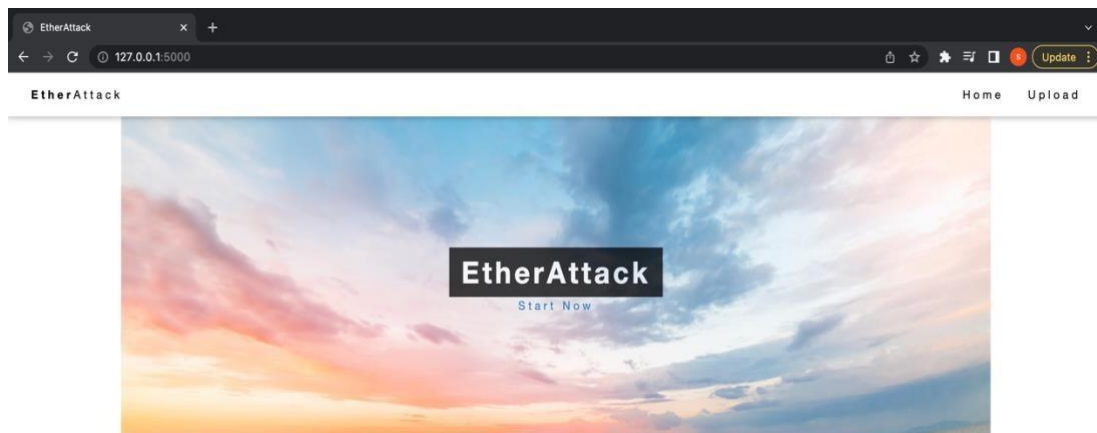 EtherAttack
127.0.0.1:5000
S
Update
EtherAttack
Home Upload
EtherAttack
Start Now